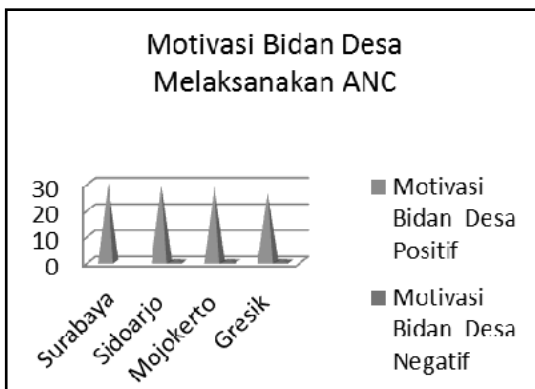 Motivasi Bidan Desa
Melaksanakan ANC
30
20
10
0
Surabaya
Sidoarjo
Mojokerto
Gresik
Motivasi
Bidan Desa
Positif
Motivasi
Bidan Desa
Negatif